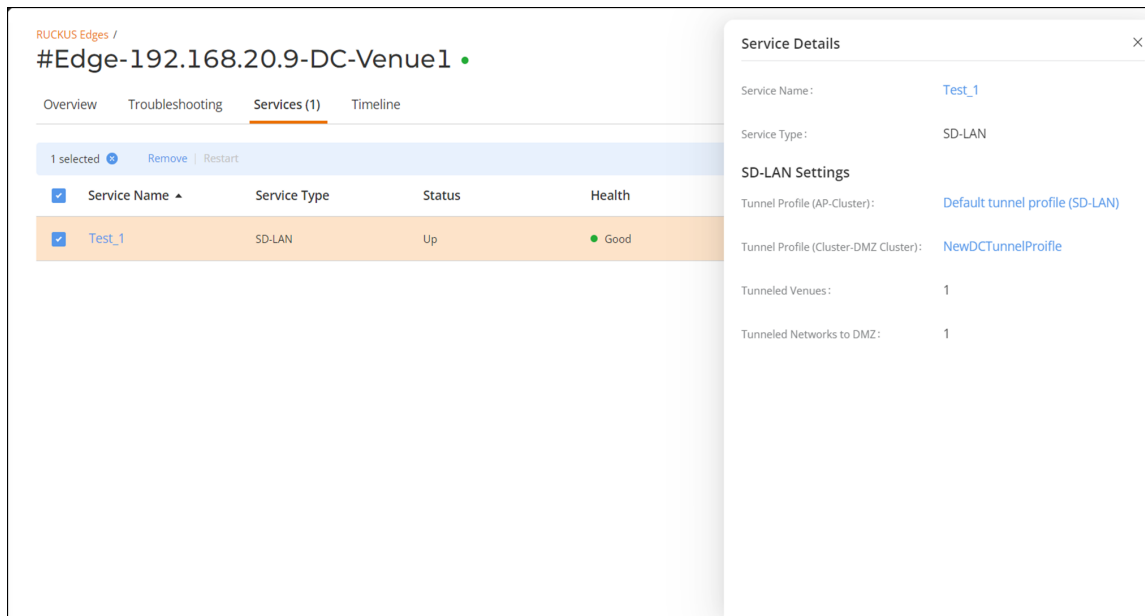 RUCKUS Edges /
#Edge-192.168.20.9-DC-Venue1
Overview Troubleshooting Services (1) Timeline
1 selected Remove | Restart
Service Name Service Type Status Health
Test_1 SD-LAN Up Good
Service Details
Service Name: Test_1
Service Type: SD-LAN
SD-LAN Settings
Tunnel Profile (AP-Cluster): Default tunnel profile (SD-LAN)
Tunnel Profile (Cluster-DMZ Cluster): NewDCTunnelProifle
Tunneled Venues: 1
Tunneled Networks to DMZ: 1